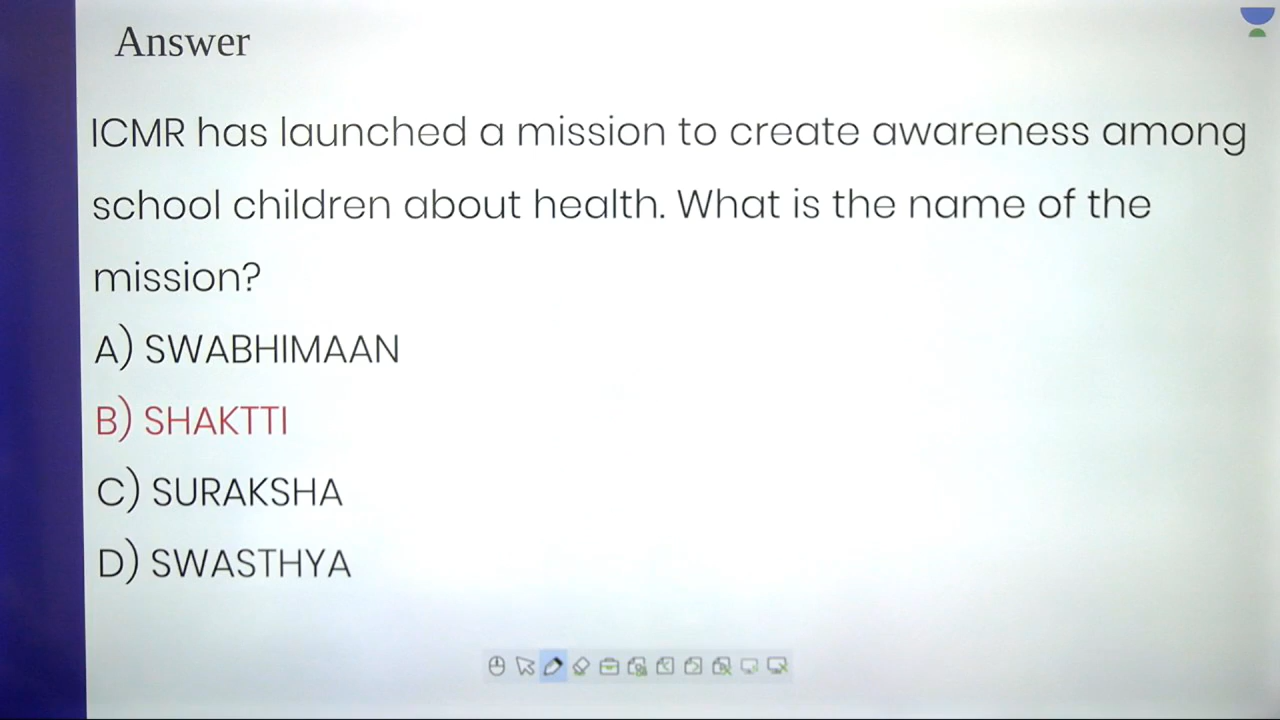 Answer
ICMR has launched a mission to create awareness among
school children about health. What is the name of the
mission?
A) SWABHIMAAN
B) SHAKTTI
C) SURAKSHA
D) SWASTHYA